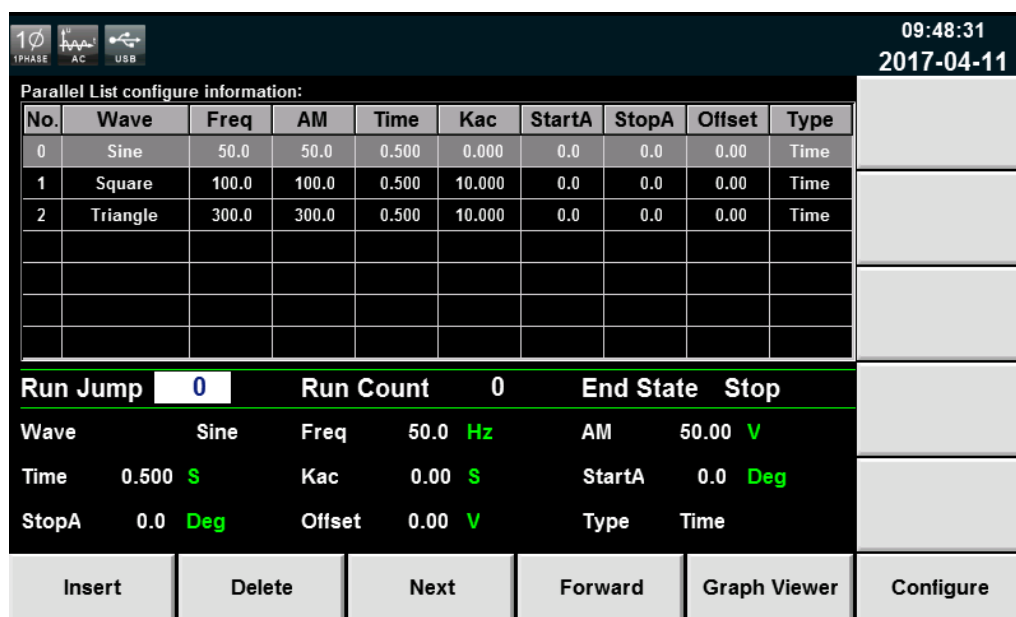 1Ø u t 09:48:31
1PHASE AC USB 2017-04-11
Parallel List configure information:
No. Wave Freq AM Time Kac StartA StopA Offset Type
0 Sine 50.0 50.0 0.500 0.000 0.0 0.0 0.00 Time
1 Square 100.0 100.0 0.500 10.000 0.0 0.0 0.00 Time
2 Triangle 300.0 300.0 0.500 10.000 0.0 0.0 0.00 Time
Run Jump 0 Run Count 0 End State Stop
Wave Sine Freq 50.0 Hz AM 50.00 V
Time 0.500 S Kac 0.00 S StartA 0.0 Deg
StopA 0.0 Deg Offset 0.00 V Type Time
Insert Delete Next Forward Graph Viewer Configure